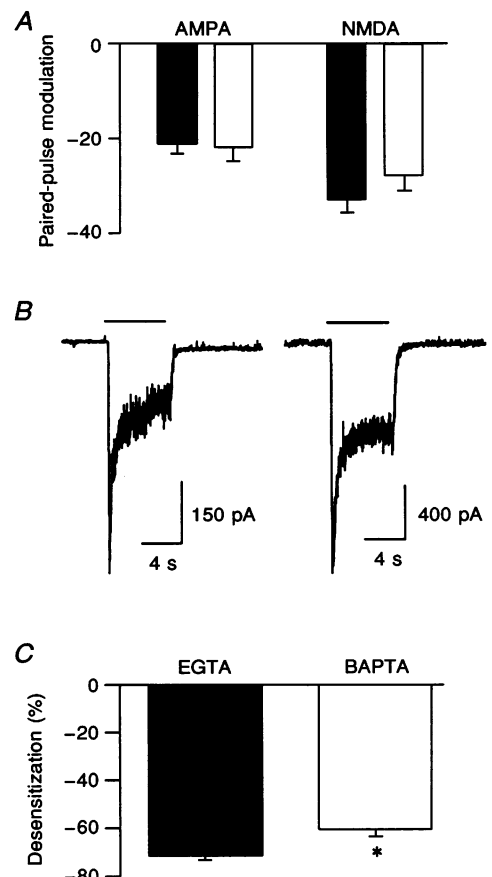 A
AMPA
NMDA
Paired-pulse modulation
0
−20
−40
B
150 pA
4 s
400 pA
4 s
C
EGTA
BAPTA
Desensitization (%)
0
−20
−40
−60
−80
*